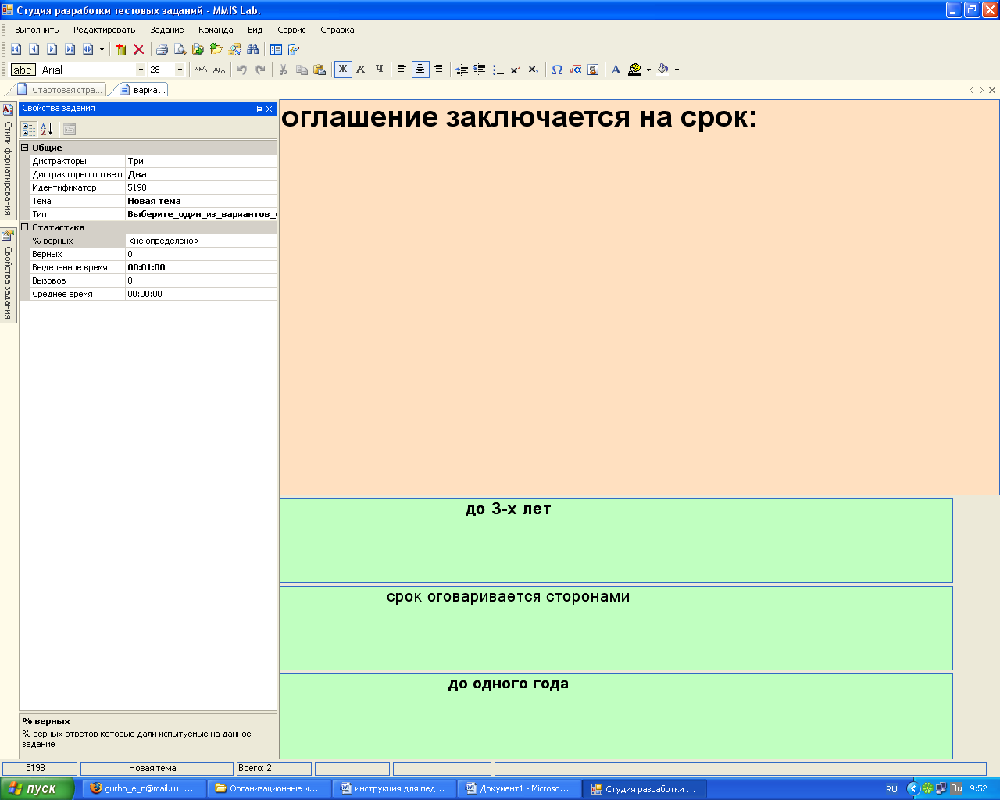 Студия разработки тестовых заданий - MMIS Lab.
Выполнить Редактировать Задание Команда Вид Сервис Справка
abc Arial 28 Ж К Ч
Стартовая стра... вариа...
Стили форматирования
Свойства задания
Свойства задания
Общие
Дистракторы Три
Дистракторы соответс Два
Идентификатор 5198
Тема Новая тема
Тип Выберите_один_из_вариантов_
Статистика
% верных <не определено>
Верных 0
Выделенное время 00:01:00
Вызовов 0
Среднее время 00:00:00
% верных
% верных ответов которые дали испытуемые на данное
задание
оглашение заключается на срок:
до 3-х лет
срок оговаривается сторонами
до одного года
5198 Новая тема Всего: 2
пуск gurbo_e_n@mail.ru: ... Организационные м... инструкция для пед... Документ1 - Microso... Студия разработки ... RU Ru 9:52